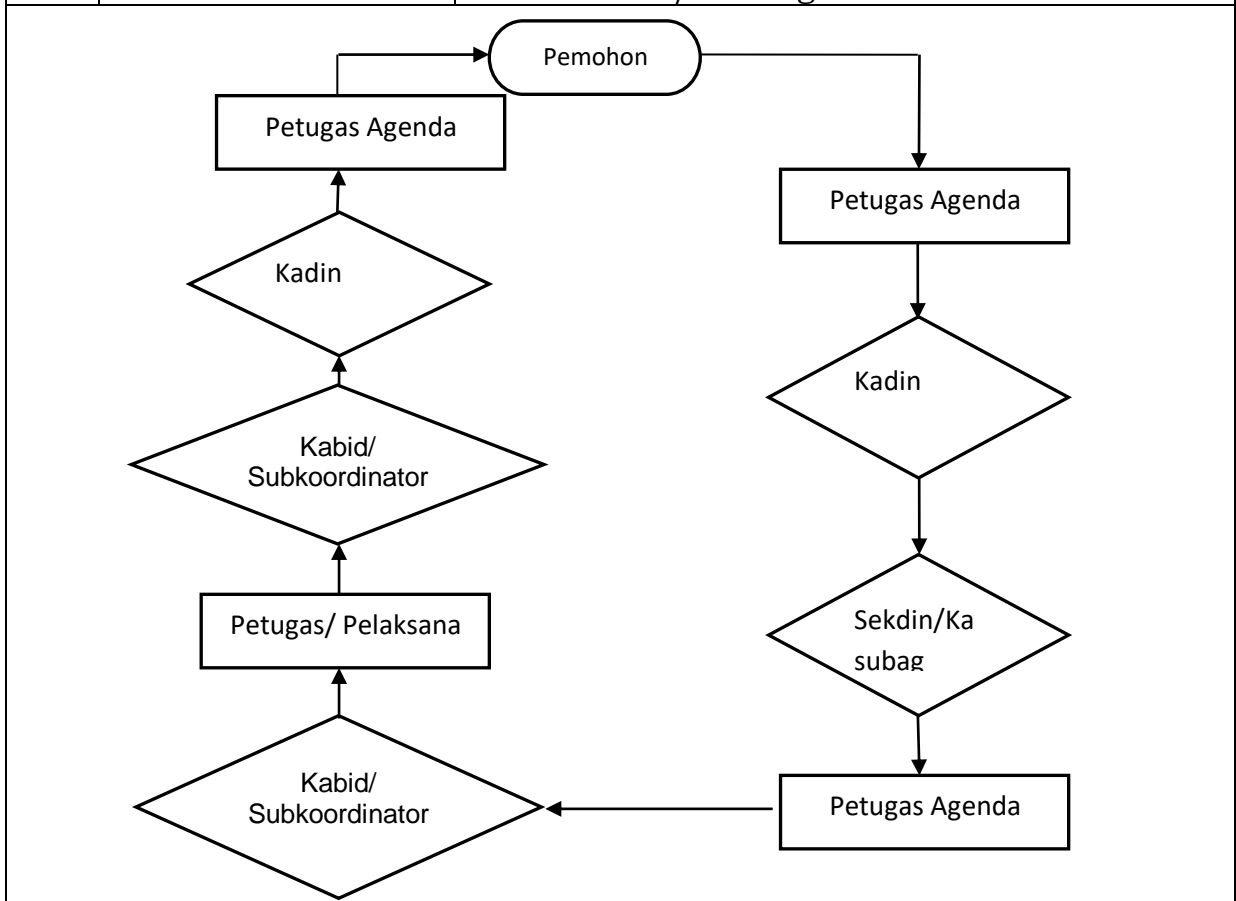 Pemohon
Petugas Agenda
Petugas Agenda
Kadin
Kadin
Kabid/
Subkoordinator
Sekdin/Ka
subag
Petugas/ Pelaksana
Kabid/
Subkoordinator
Petugas Agenda